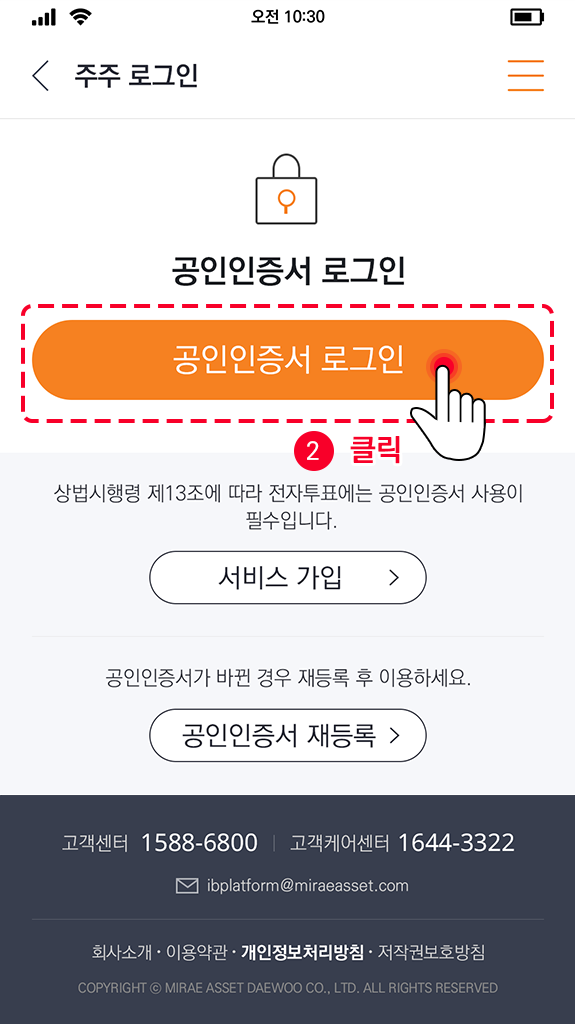 오전 10:30
주주 로그인
공인인증서 로그인
공인인증서 로그인
2 클릭
상법시행령 제13조에 따라 전자투표에는 공인인증서 사용이
필수입니다.
서비스 가입
공인인증서가 바뀐 경우 재등록 후 이용하세요.
공인인증서 재등록
고객센터 1588-6800 | 고객케어센터 1644-3322
ibplatform@miraeasset.com
회사소개 · 이용약관 · 개인정보처리방침 · 저작권보호방침
COPYRIGHT ⓒ MIRAE ASSET DAEWOO CO., LTD. ALL RIGHTS RESERVED